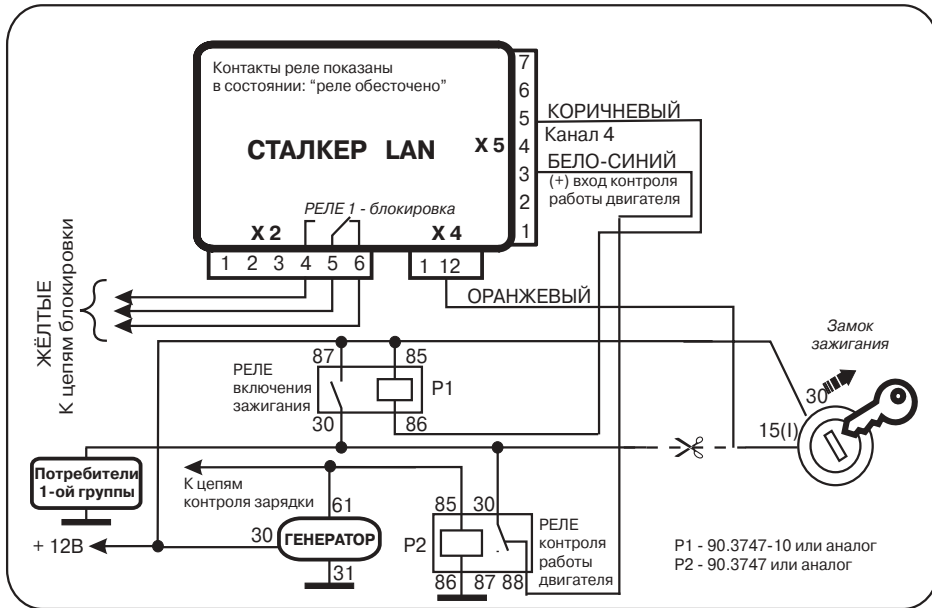 Контакты реле показаны
в состоянии: “реле обесточено”
СТАЛКЕР LAN
X 5
7
6
5
4
3
2
1
КОРИЧНЕВЫЙ
Канал 4
БЕЛО-СИНИЙ
(+) вход контроля
работы двигателя
РЕЛЕ 1 - блокировка
X 2
X 4
1 2 3 4 5 6
1 12
ОРАНЖЕВЫЙ
ЖЁЛТЫЕ
К цепям блокировки
Замок
зажигания
30
15(I)
87 85
РЕЛЕ
включения
зажигания
P1
30 86
Потребители
1-ой группы
К цепям
контроля зарядки
61
30
ГЕНЕРАТОР
31
+ 12В
85 30
P2
РЕЛЕ
контроля
работы
двигателя
86 87 88
P1 - 90.3747-10 или аналог
P2 - 90.3747 или аналог